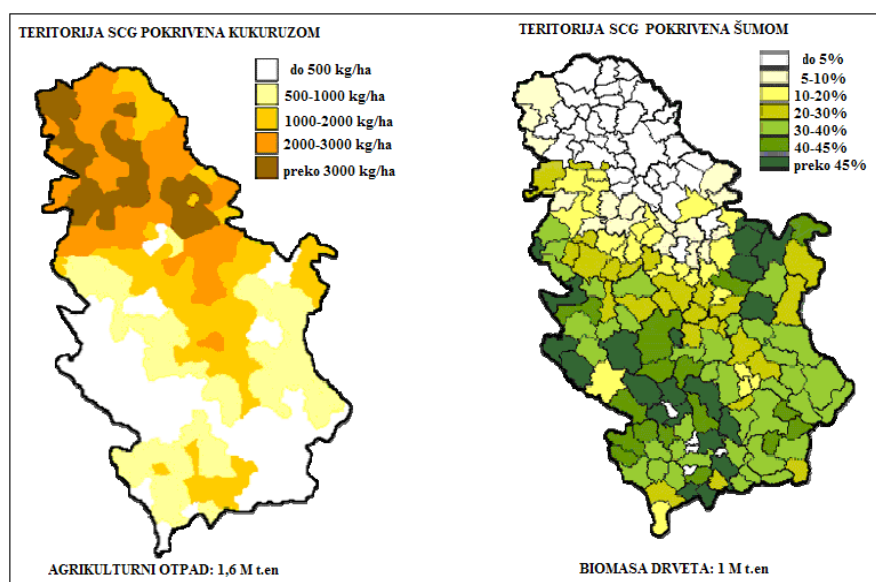 TERITORIJA SCG POKRIVENA KUKURUZOM
do 500 kg/ha
500-1000 kg/ha
1000-2000 kg/ha
2000-3000 kg/ha
preko 3000 kg/ha
AGRIKULTURNI OTPAD: 1,6 M t.en
TERITORIJA SCG POKRIVENA ŠUMOM
do 5%
5-10%
10-20%
20-30%
30-40%
40-45%
preko 45%
BIOMASA DRVETA: 1 M t.en